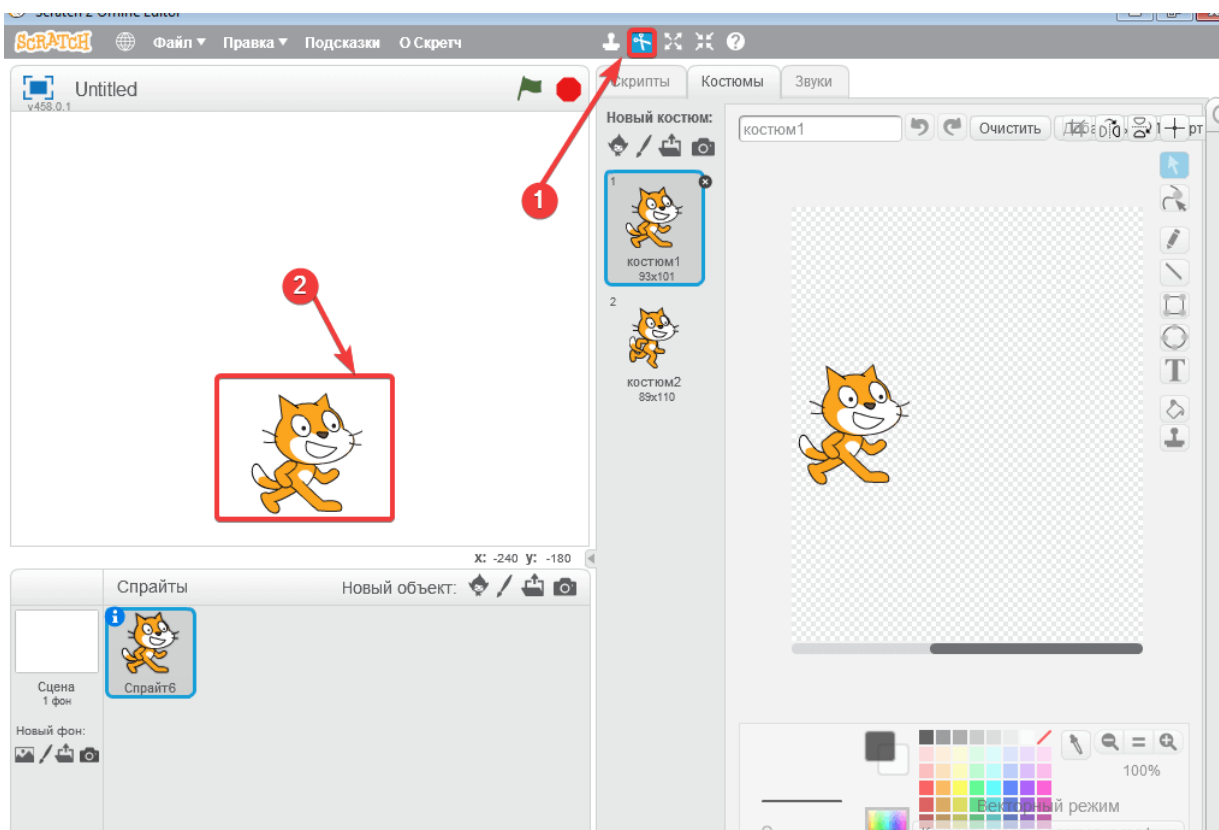 Scratch 2 Offline Editor
SCRATCH Файл Правка Подсказки О Скретч
Untitled
v458.0.1
Скрипты Костюмы Звуки
Новый костюм:
костюм1
Очистить
1
костюм1
93x101
2
костюм2
89x110
1
2
X: -240 y: -180
Спрайты Новый объект:
Сцена
1 фон
Спрайт6
Новый фон:
100%
Векторный режим